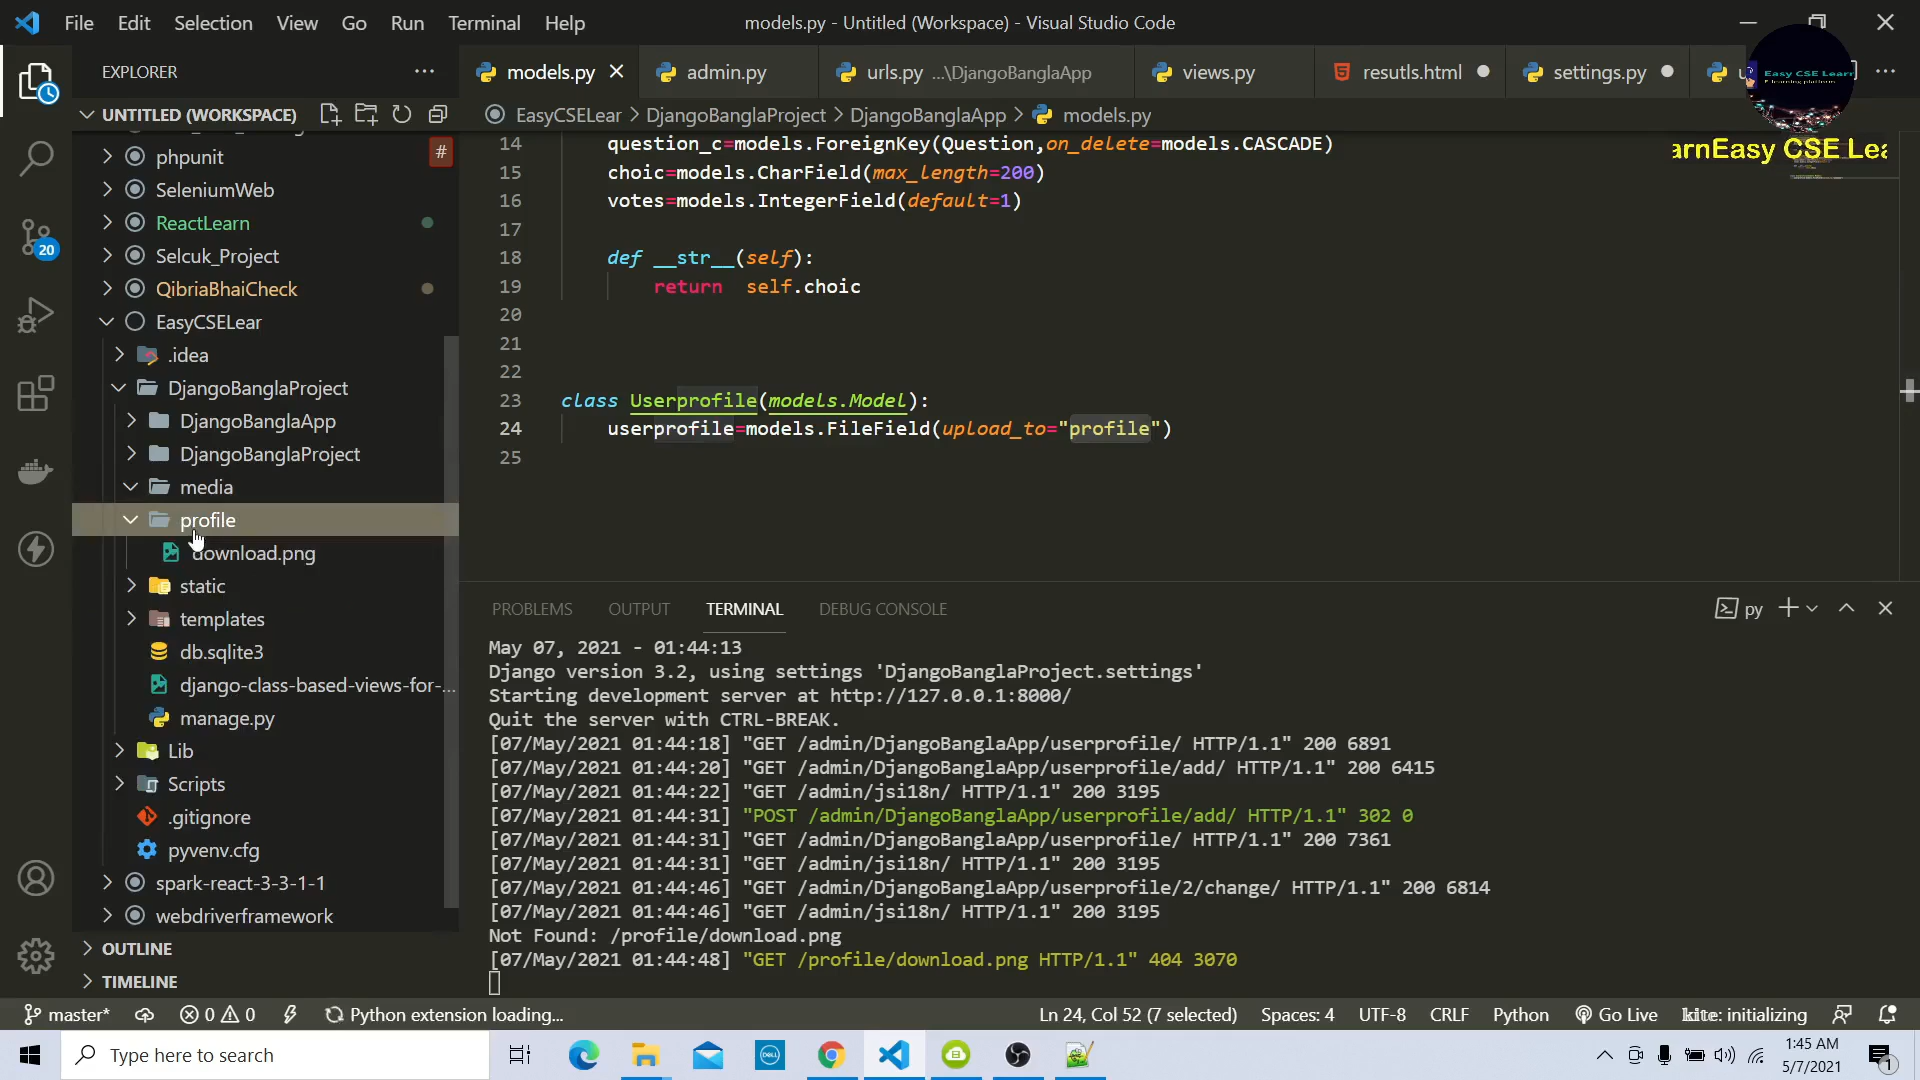 File Edit Selection View Go Run Terminal Help
models.py - Untitled (Workspace) - Visual Studio Code
EXPLORER
models.py
admin.py
urls.py ...\DjangoBanglaApp
views.py
resutls.html
settings.py
Easy CSE Learn
E-learning platform
UNTITLED (WORKSPACE)
EasyCSELear > DjangoBanglaProject > DjangoBanglaApp > models.py
arnEasy CSE Lea
phpunit
#
SeleniumWeb
ReactLearn
Selcuk_Project
QibriaBhaiCheck
EasyCSELear
.idea
DjangoBanglaProject
DjangoBanglaApp
DjangoBanglaProject
media
profile
download.png
static
templates
db.sqlite3
django-class-based-views-for-...
manage.py
Lib
Scripts
.gitignore
pyvenv.cfg
spark-react-3-3-1-1
webdriverframework
OUTLINE
TIMELINE
20
14 question_c=models.ForeignKey(Question,on_delete=models.CASCADE)
15 choic=models.CharField(max_length=200)
16 votes=models.IntegerField(default=1)
17
18 def __str__(self):
19 return self.choic
20
21
22
23 class Userprofile(models.Model):
24 userprofile=models.FileField(upload_to="profile")
25
PROBLEMS OUTPUT TERMINAL DEBUG CONSOLE
py
May 07, 2021 - 01:44:13
Django version 3.2, using settings 'DjangoBanglaProject.settings'
Starting development server at http://127.0.0.1:8000/
Quit the server with CTRL-BREAK.
[07/May/2021 01:44:18] "GET /admin/DjangoBanglaApp/userprofile/ HTTP/1.1" 200 6891
[07/May/2021 01:44:20] "GET /admin/DjangoBanglaApp/userprofile/add/ HTTP/1.1" 200 6415
[07/May/2021 01:44:22] "GET /admin/jsi18n/ HTTP/1.1" 200 3195
[07/May/2021 01:44:31] "POST /admin/DjangoBanglaApp/userprofile/add/ HTTP/1.1" 302 0
[07/May/2021 01:44:31] "GET /admin/DjangoBanglaApp/userprofile/ HTTP/1.1" 200 7361
[07/May/2021 01:44:31] "GET /admin/jsi18n/ HTTP/1.1" 200 3195
[07/May/2021 01:44:46] "GET /admin/DjangoBanglaApp/userprofile/2/change/ HTTP/1.1" 200 6814
[07/May/2021 01:44:46] "GET /admin/jsi18n/ HTTP/1.1" 200 3195
Not Found: /profile/download.png
[07/May/2021 01:44:48] "GET /profile/download.png HTTP/1.1" 404 3070
master* 0 0 Python extension loading...
Ln 24, Col 52 (7 selected) Spaces: 4 UTF-8 CRLF Python Go Live kite: initializing
Type here to search
DELL
1:45 AM
5/7/2021
1